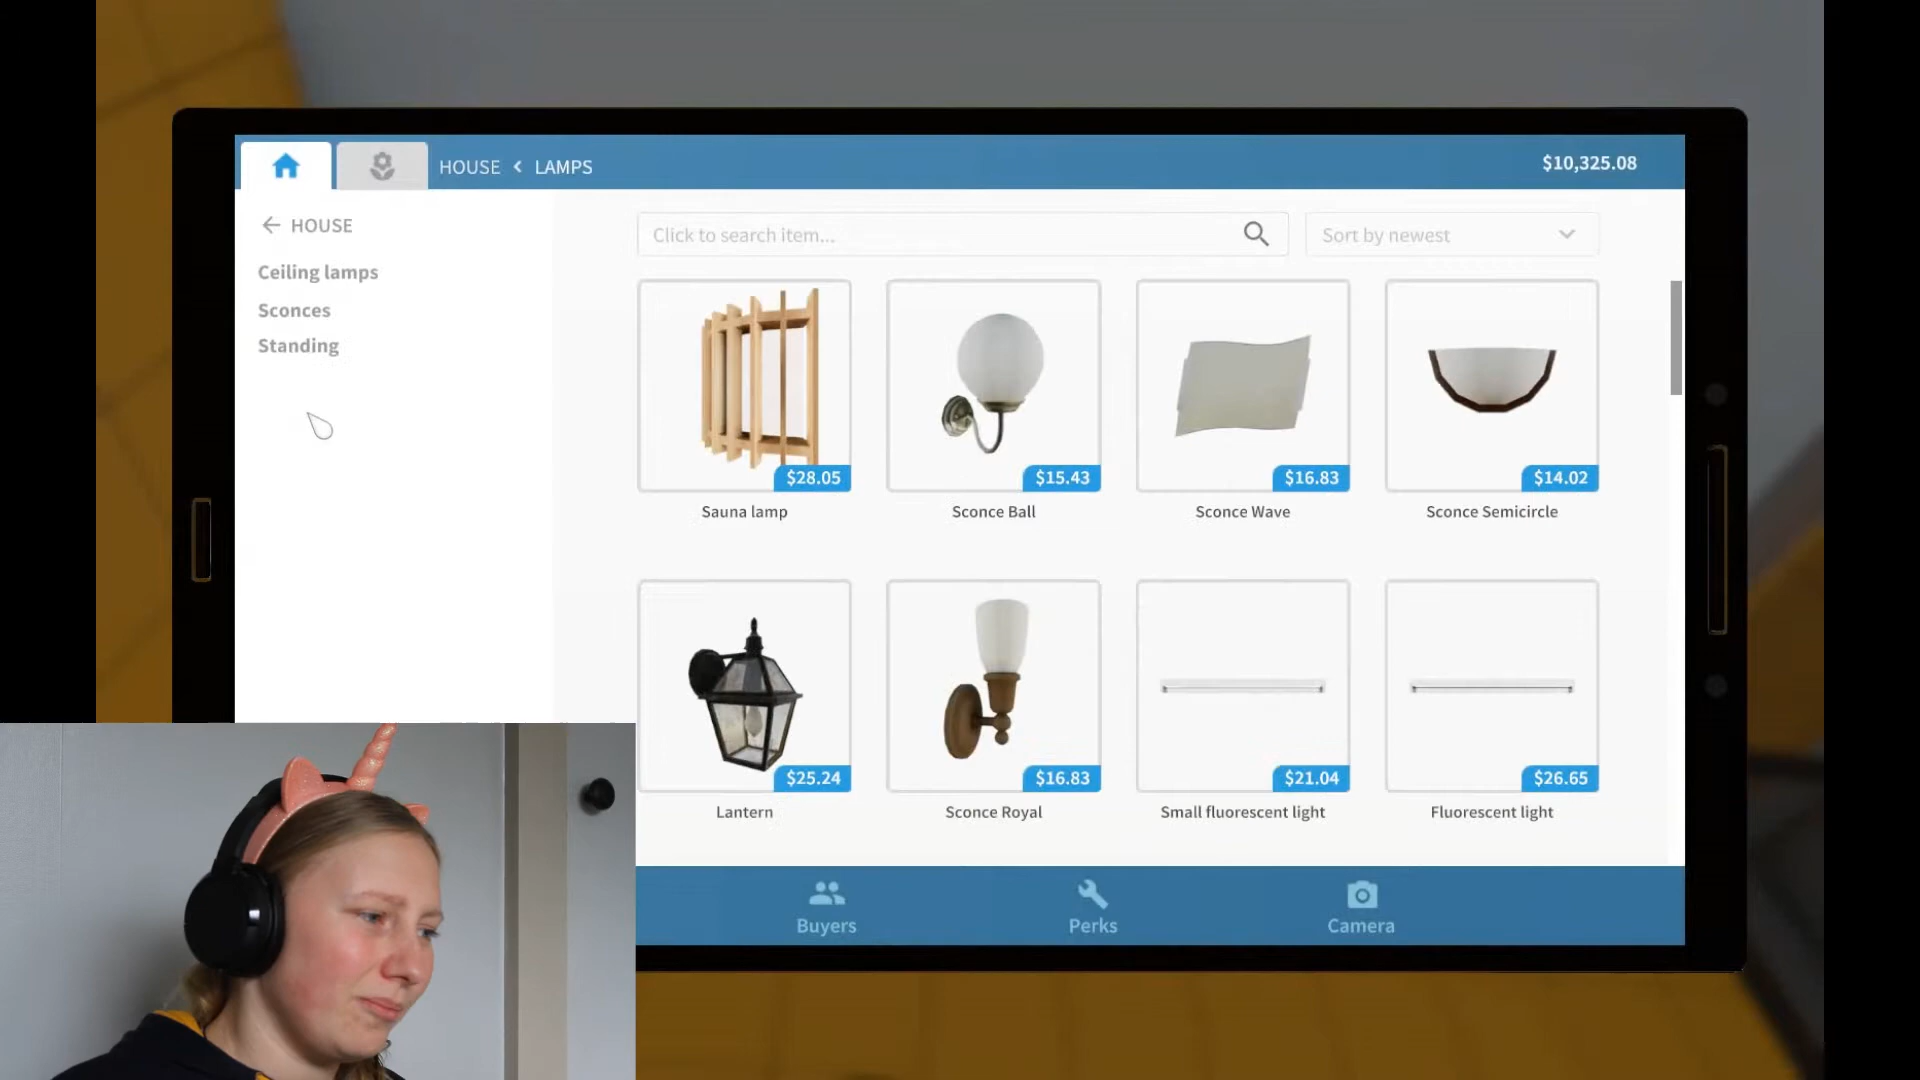 HOUSE < LAMPS
$10,325.08
HOUSE
Ceiling lamps
Sconces
Standing
Click to search item...
Sort by newest
$28.05
$15.43
$16.83
$14.02
Sauna lamp
Sconce Ball
Sconce Wave
Sconce Semicircle
$25.24
$16.83
$21.04
$26.65
Lantern
Sconce Royal
Small fluorescent light
Fluorescent light
Buyers
Perks
Camera